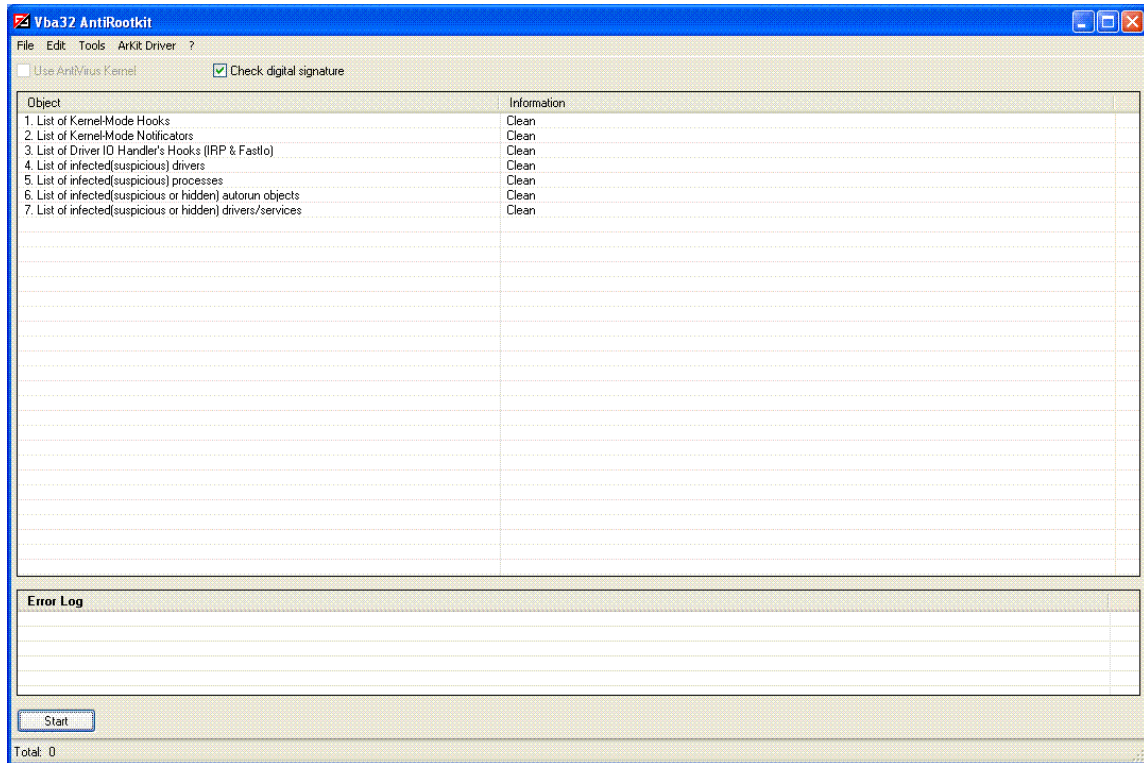 Vba32 AntiRootkit
File Edit Tools ArKit Driver ?
Use AntiVirus Kernel Check digital signature
Object Information
1. List of Kernel-Mode Hooks Clean
2. List of Kernel-Mode Notificators Clean
3. List of Driver IO Handler's Hooks (IRP & FastIo) Clean
4. List of infected(suspicious) drivers Clean
5. List of infected(suspicious) processes Clean
6. List of infected(suspicious or hidden) autorun objects Clean
7. List of infected(suspicious or hidden) drivers/services Clean
Error Log
Start
Total: 0